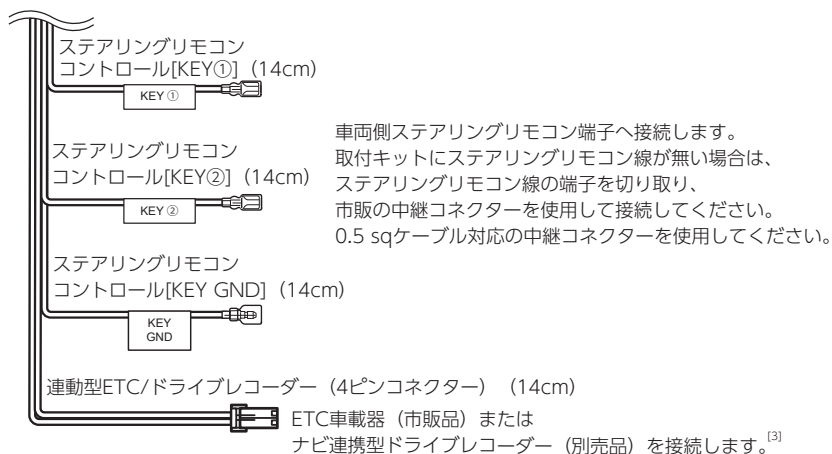 ステアリングリモコン
コントロール[KEY①]（14cm）
KEY ①
ステアリングリモコン
コントロール[KEY②]（14cm）
KEY ②
車両側ステアリングリモコン端子へ接続します。
取付キットにステアリングリモコン線が無い場合は、
ステアリングリモコン線の端子を切り取り、
市販の中継コネクターを使用して接続してください。
0.5 sqケーブル対応の中継コネクターを使用してください。
ステアリングリモコン
コントロール[KEY GND]（14cm）
KEY
GND
連動型ETC/ドライブレコーダー（4ピンコネクター）（14cm）
ETC車載器（市販品）または
ナビ連携型ドライブレコーダー（別売品）を接続します。[3]